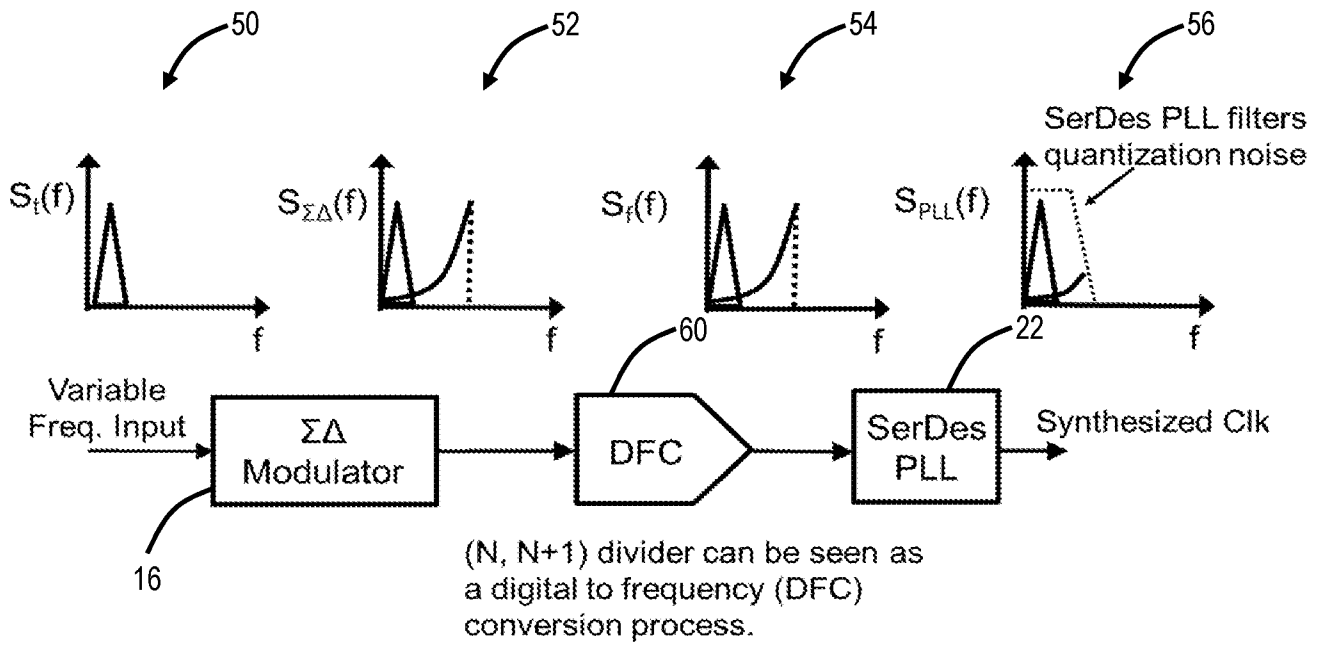 50
52
54
56
SerDes PLL filters
quantization noise
St(f)
SΣΔ(f)
Sf(f)
SPLL(f)
f
f
f
f
60
22
Variable
Freq. Input
ΣΔ
Modulator
DFC
SerDes
PLL
Synthesized Clk
16
(N, N+1) divider can be seen as
a digital to frequency (DFC)
conversion process.